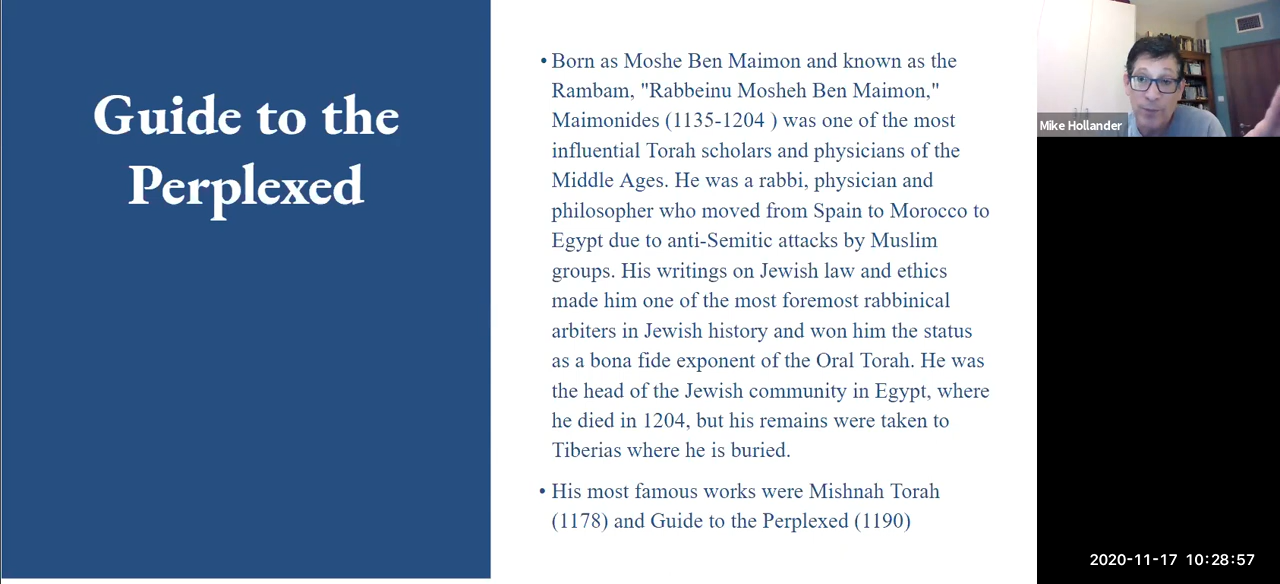 Guide to the
Perplexed
• Born as Moshe Ben Maimon and known as the
Rambam, "Rabbeinu Mosheh Ben Maimon,"
Maimonides (1135-1204 ) was one of the most
influential Torah scholars and physicians of the
Middle Ages. He was a rabbi, physician and
philosopher who moved from Spain to Morocco to
Egypt due to anti-Semitic attacks by Muslim
groups. His writings on Jewish law and ethics
made him one of the most foremost rabbinical
arbiters in Jewish history and won him the status
as a bona fide exponent of the Oral Torah. He was
the head of the Jewish community in Egypt, where
he died in 1204, but his remains were taken to
Tiberias where he is buried.
• His most famous works were Mishnah Torah
(1178) and Guide to the Perplexed (1190)
Mike Hollander
2020-11-17 10:28:57